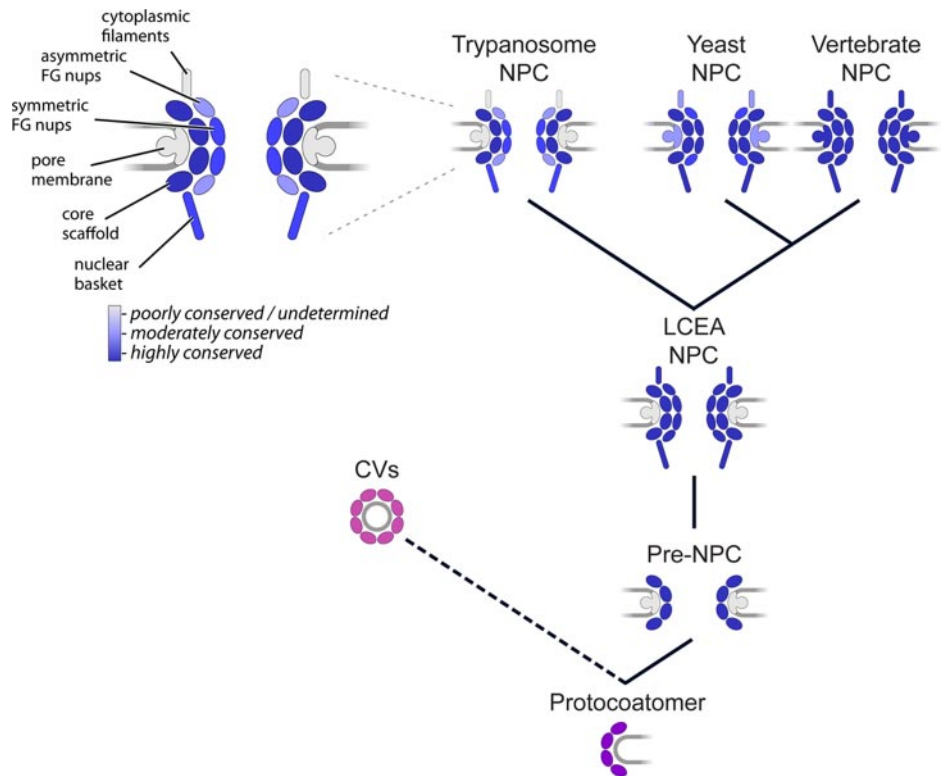 cytoplasmic
filaments
asymmetric
FG nups
symmetric
FG nups
pore
membrane
core
scaffold
nuclear
basket
poorly conserved / undetermined
moderately conserved
highly conserved
Trypanosome
NPC
Yeast
NPC
Vertebrate
NPC
LCEA
NPC
CVs
Pre-NPC
Protocoatomer